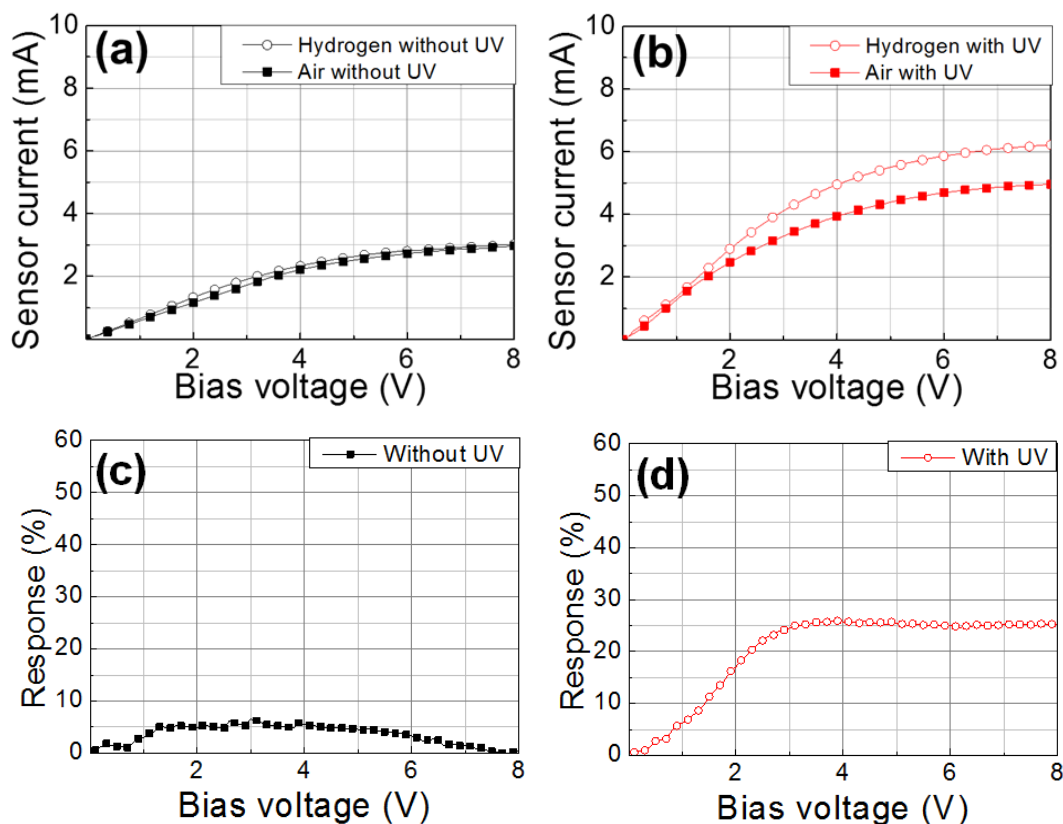 (a)
Hydrogen without UV
Air without UV
Sensor current (mA)
10
8
6
4
2
2 4 6 8
Bias voltage (V)
(b)
Hydrogen with UV
Air with UV
Sensor current (mA)
10
8
6
4
2
2 4 6 8
Bias voltage (V)
(c)
Without UV
Response (%)
60
50
40
30
20
10
0
2 4 6 8
Bias voltage (V)
(d)
With UV
Response (%)
60
50
40
30
20
10
0
2 4 6 8
Bias voltage (V)